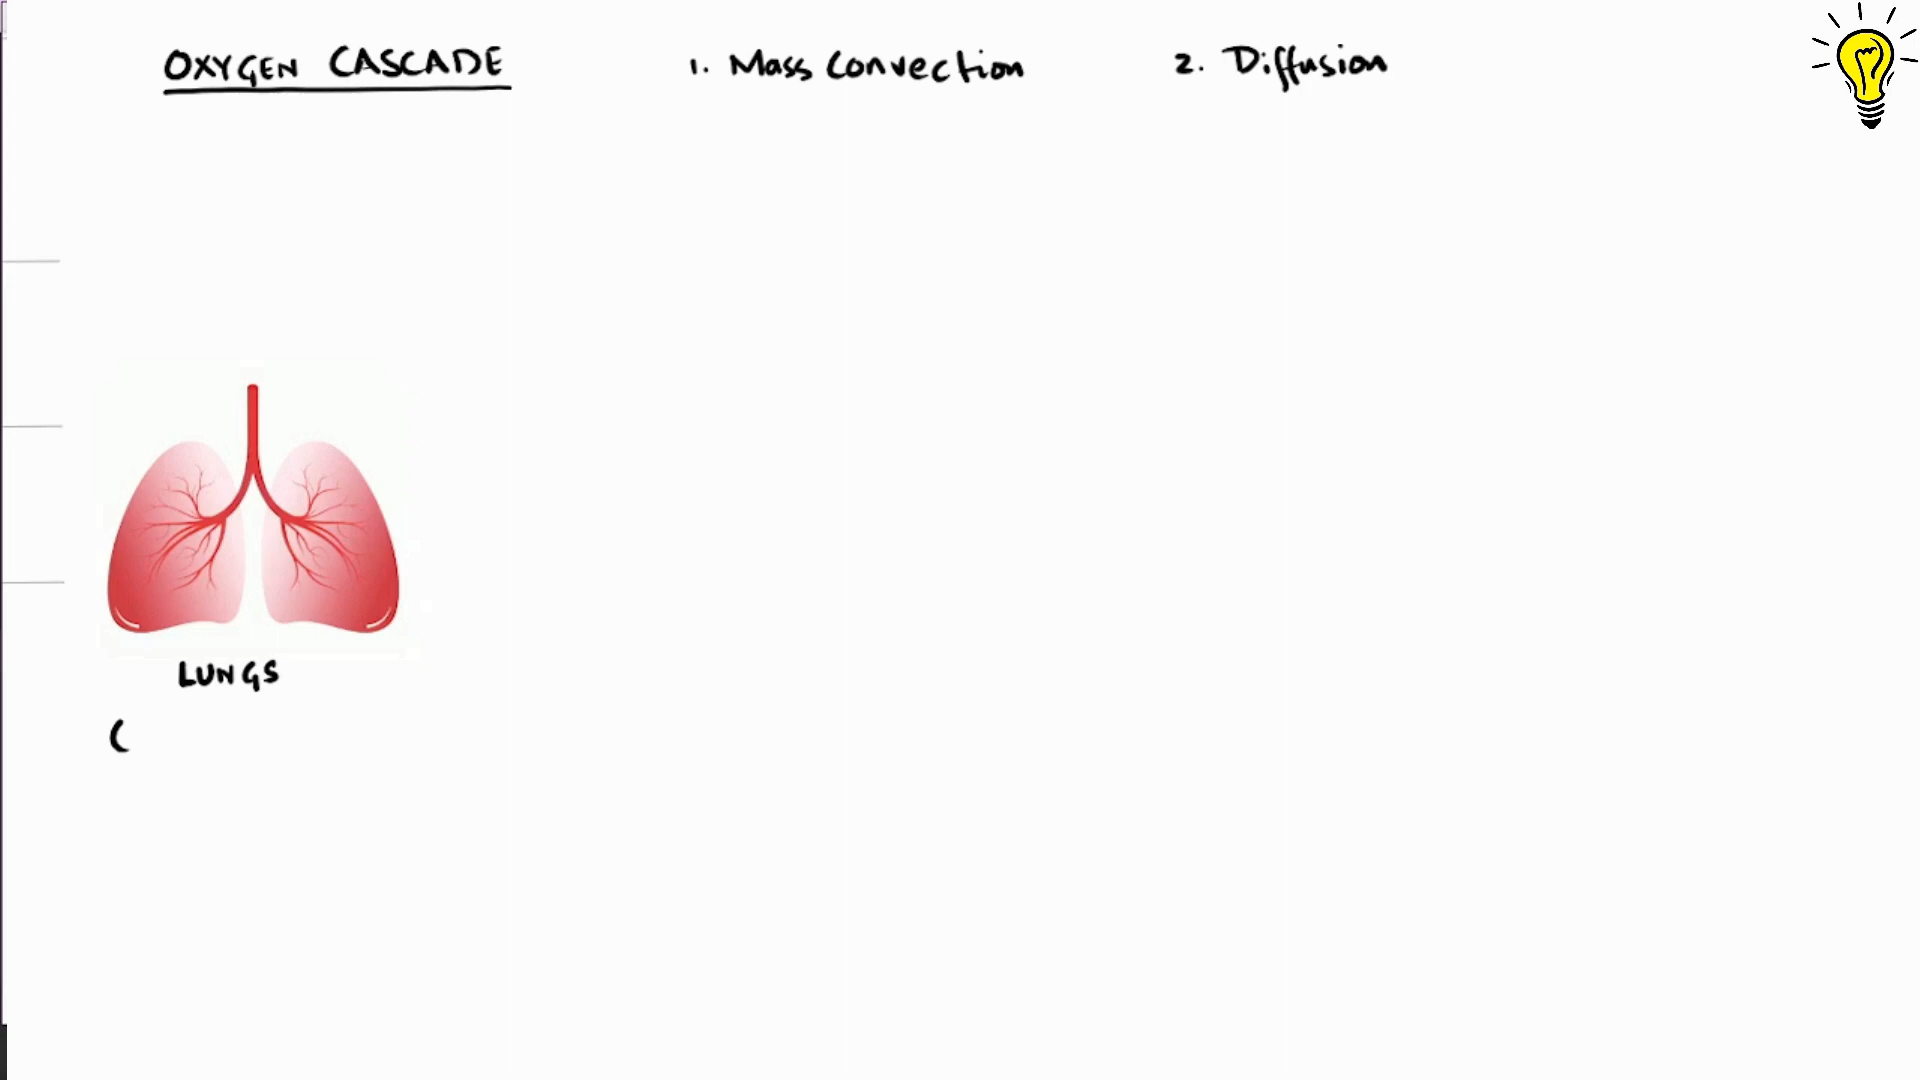 OXYGEN CASCADE
1. Mass Convection
2. Diffusion
LUNGS
(